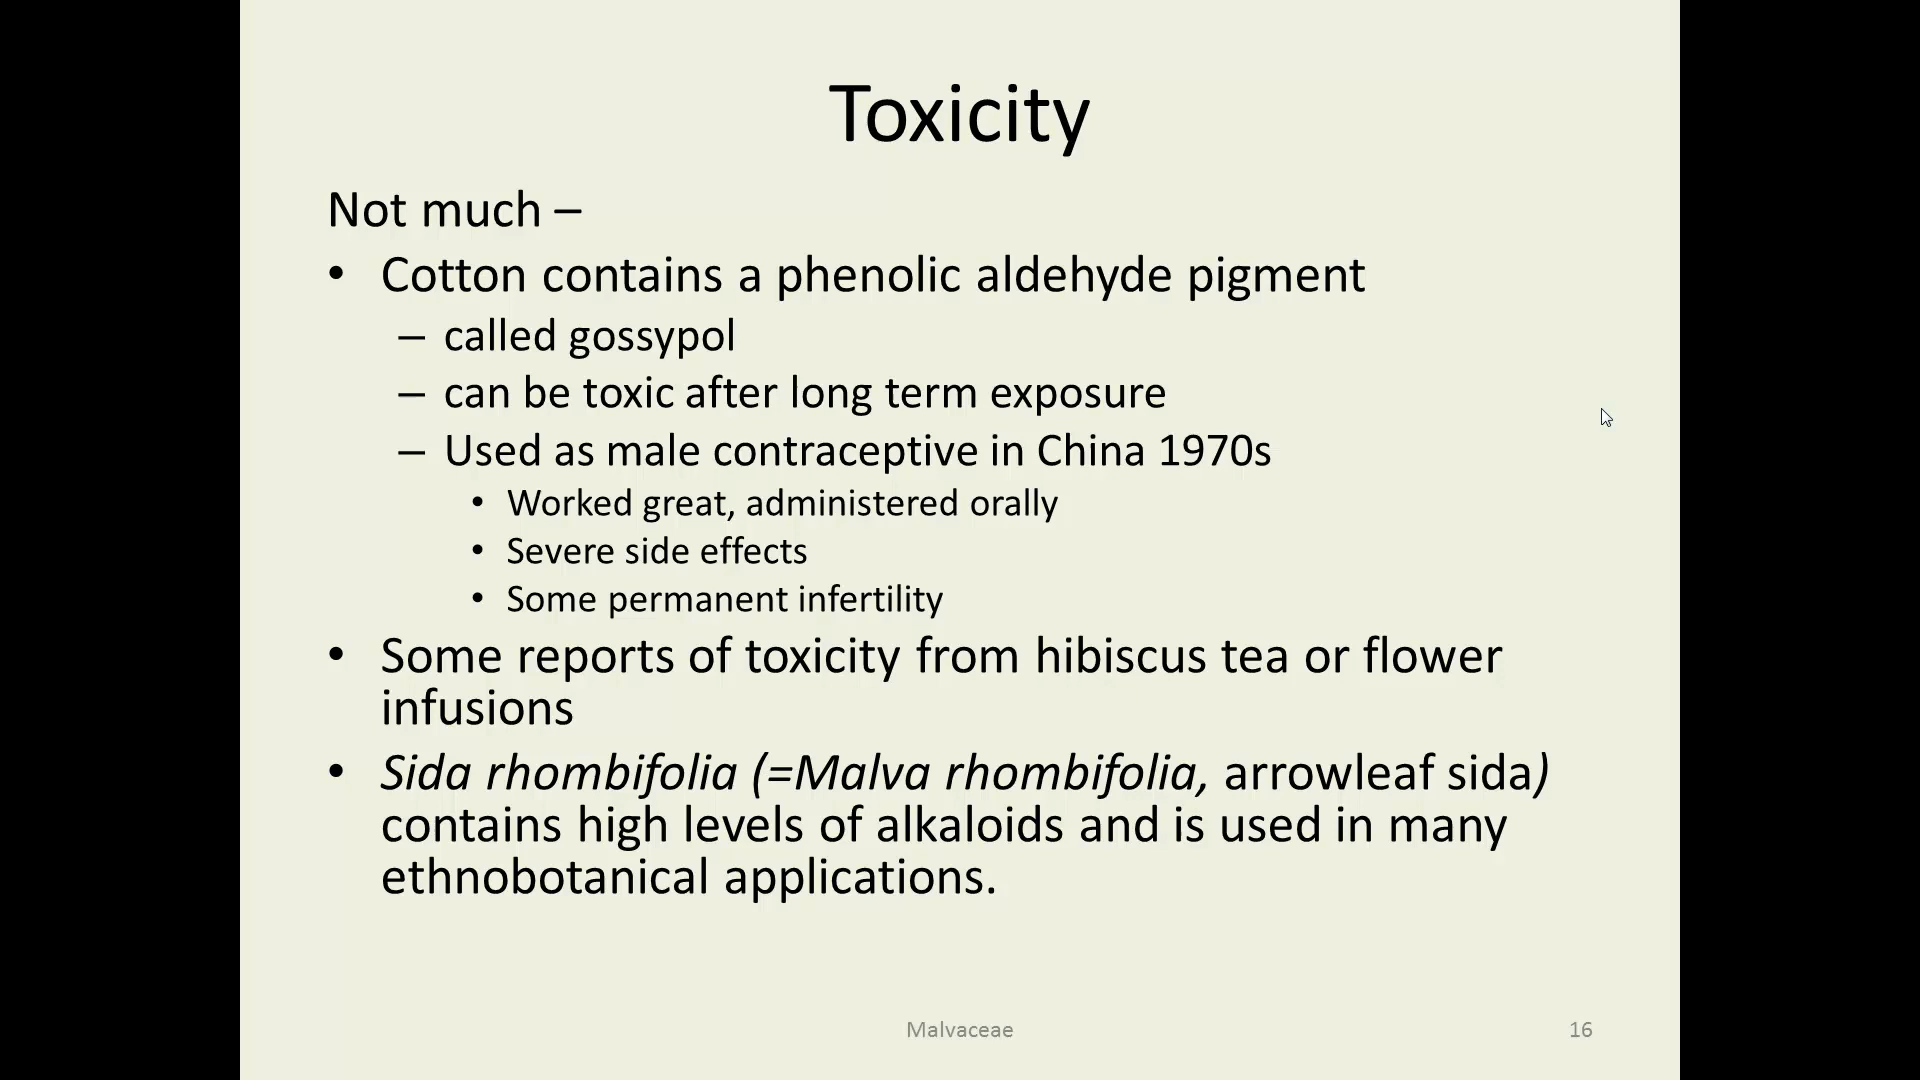 Toxicity
Not much –
• Cotton contains a phenolic aldehyde pigment
– called gossypol
– can be toxic after long term exposure
– Used as male contraceptive in China 1970s
• Worked great, administered orally
• Severe side effects
• Some permanent infertility
• Some reports of toxicity from hibiscus tea or flower
infusions
• Sida rhombifolia (=Malva rhombifolia, arrowleaf sida)
contains high levels of alkaloids and is used in many
ethnobotanical applications.
Malvaceae
16